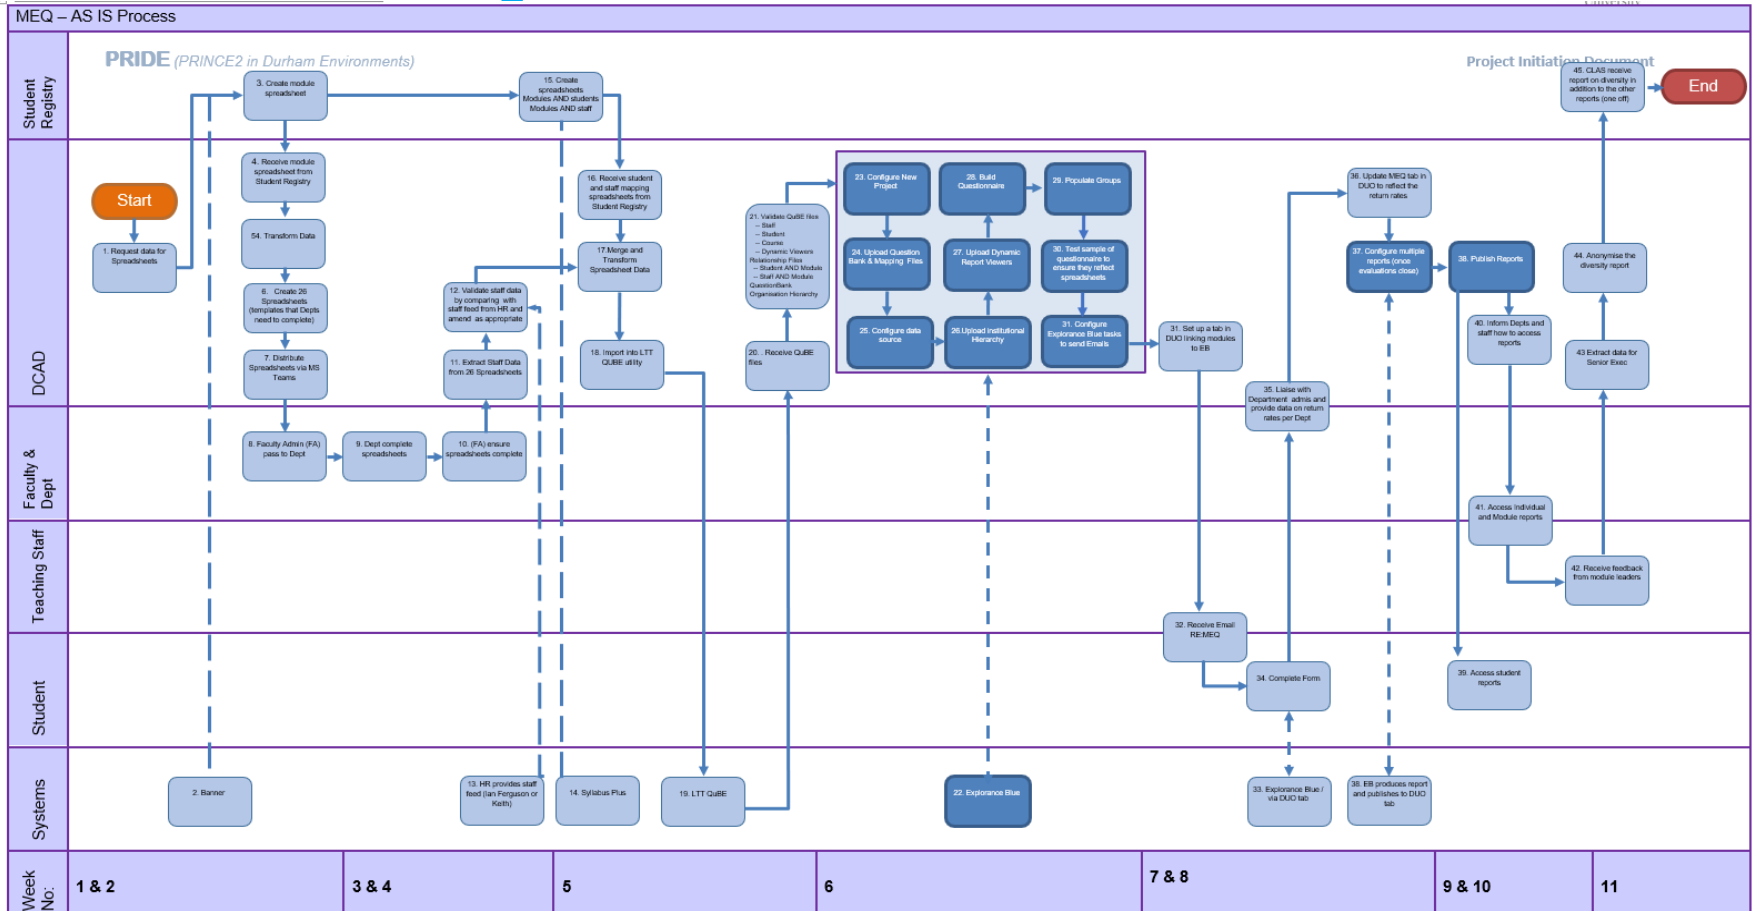 University
MEQ – AS IS Process
PRIDE (PRINCE2 in Durham Environments)
Project Initiation Document
Student
Registry
3. Create module
spreadsheet
15. Create
spreadsheets
Modules AND students
Modules AND staff
45. CLAS receive
report on diversity in
addition to the other
reports (one off)
End
DCAD
Start
1. Request data for
Spreadsheets
4. Receive module
spreadsheet from
Student Registry
54. Transform Data
6. Create 26
Spreadsheets
(templates that Depts
need to complete)
7. Distribute
Spreadsheets via MS
Teams
12. Validate staff data
by comparing with
staff feed from HR and
amend as appropriate
11. Extract Staff Data
from 26 Spreadsheets
16. Receive student
and staff mapping
spreadsheets from
Student Registry
17 Merge and
Transform
Spreadsheet Data
18. Import into LTT
QUBE utility
21. Validate QuBE files
– Staff
– Student
– Course
– Dynamic Viewers
Relationship Files
– Student AND Module
– Staff AND Module
QuestionBank
Organisation Hierarchy
20. . Receive QuBE
files
23. Configure New
Project
24. Upload Question
Bank & Mapping Files
25. Configure data
source
28. Build
Questionnaire
27. Upload Dynamic
Report Viewers
26.Upload institutional
Hierarchy
29. Populate Groups
30. Test sample of
questionnaire to
ensure they reflect
spreadsheets
31. Configure
Explorance Blue tasks
to send Emails
31. Set up a tab in
DUO linking modules
to EB
35. Liaise with
Department admis and
provide data on return
rates per Dept
36. Update MEQ tab in
DUO to reflect the
return rates
37. Configure multiple
reports (once
evaluations close)
38. Publish Reports
40. Inform Depts and
staff how to access
reports
44. Anonymise the
diversity report
43 Extract data for
Senior Exec
Faculty &
Dept
8. Faculty Admin (FA)
pass to Dept
9. Dept complete
spreadsheets
10. (FA) ensure
spreadsheets complete
41. Access Individual
and Module reports
Teaching Staff
42. Receive feedback
from module leaders
32. Receive Email
RE:MEQ
Student
34. Complete Form
39. Access student
reports
Systems
2. Banner
13. HR provides staff
feed (Ian Ferguson or
Keith)
14. Syllabus Plus
19. LTT QuBE
22. Explorance Blue
33. Explorance Blue /
via DUO tab
38. EB produces report
and publishes to DUO
tab
Week
No:
1 & 2
3 & 4
5
6
7 & 8
9 & 10
11